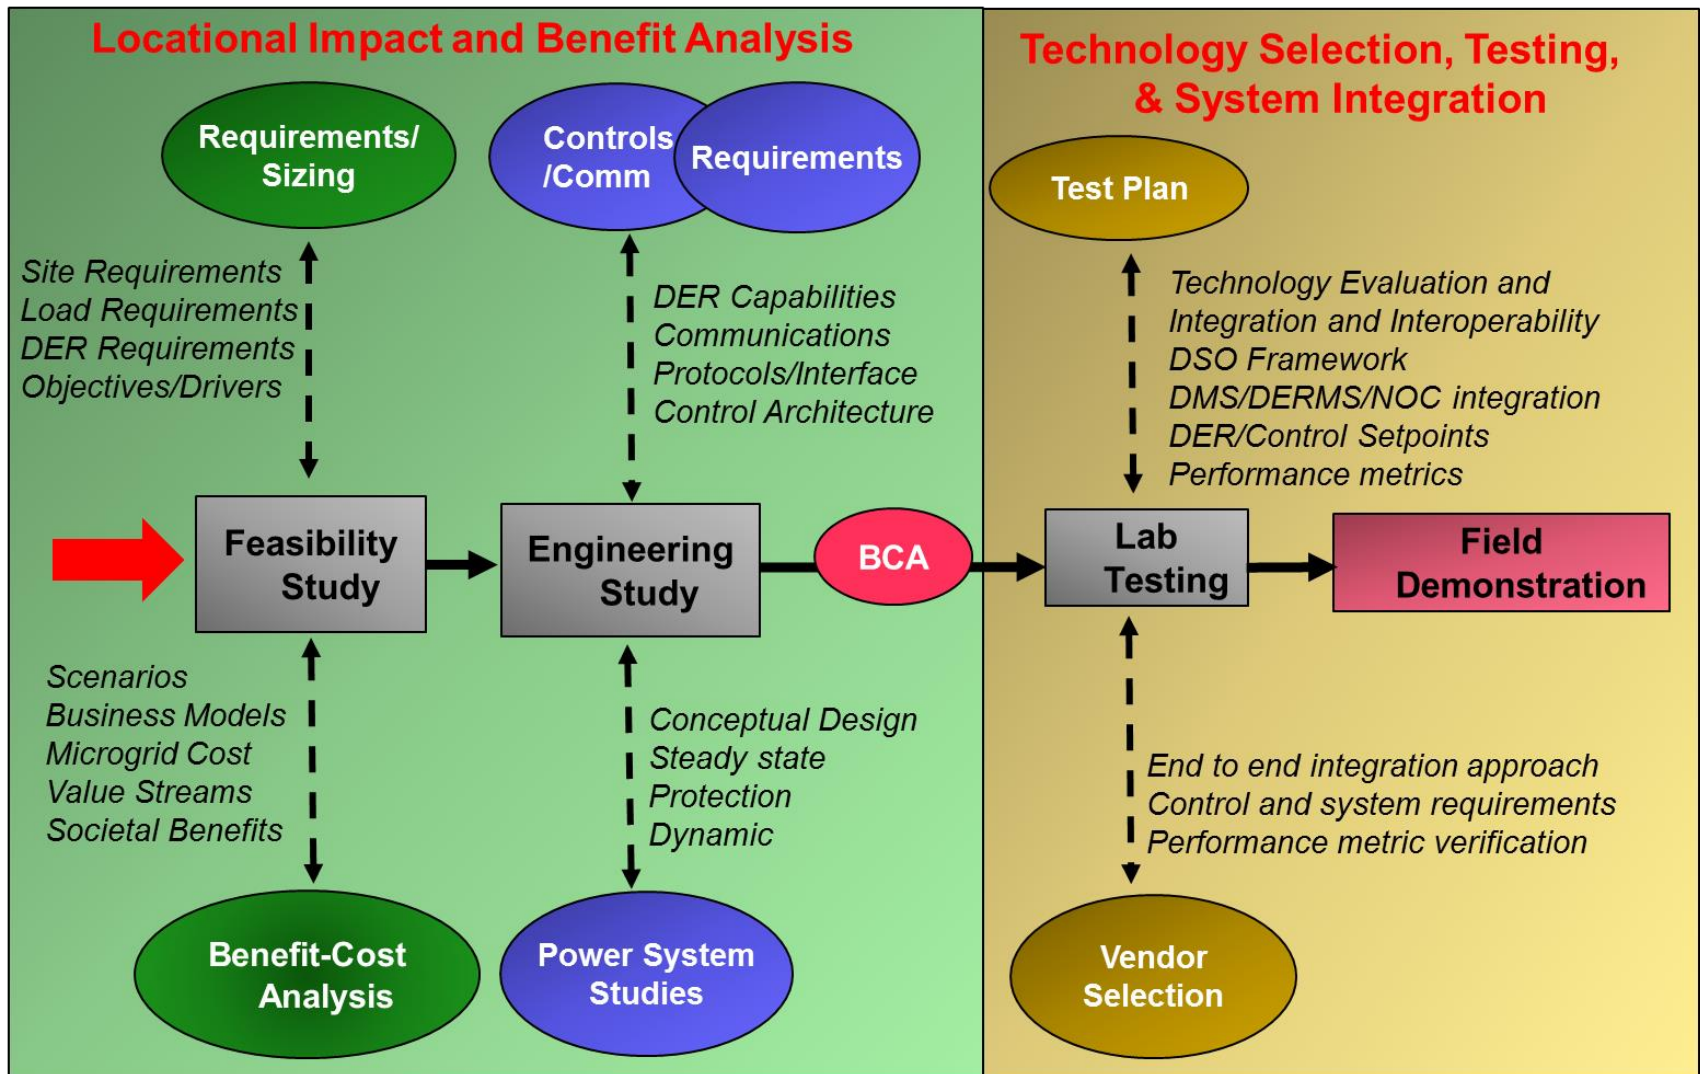 Locational Impact and Benefit Analysis
Requirements/
Sizing
Controls
/Comm
Requirements
Site Requirements
Load Requirements
DER Requirements
Objectives/Drivers
DER Capabilities
Communications
Protocols/Interface
Control Architecture
Feasibility
Study
Engineering
Study
BCA
Scenarios
Business Models
Microgrid Cost
Value Streams
Societal Benefits
Conceptual Design
Steady state
Protection
Dynamic
Benefit-Cost
Analysis
Power System
Studies
Technology Selection, Testing,
& System Integration
Test Plan
Technology Evaluation and
Integration and Interoperability
DSO Framework
DMS/DERMS/NOC integration
DER/Control Setpoints
Performance metrics
Lab
Testing
Field
Demonstration
End to end integration approach
Control and system requirements
Performance metric verification
Vendor
Selection